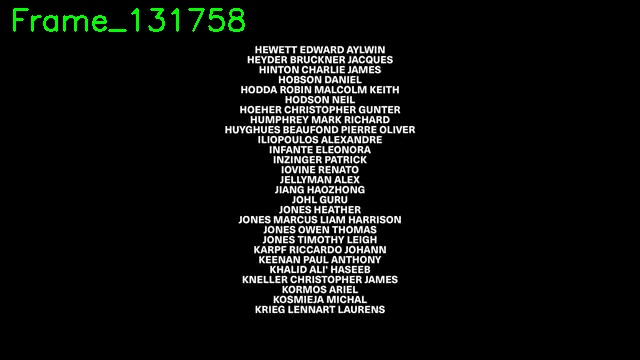 Frame_131758
HEWETT EDWARD AYLWIN
HEYDER BRUCKNER JACQUES
HINTON CHARLIE JAMES
HOBSON DANIEL
HODDA ROBIN MALCOLM KEITH
HODSON NEIL
HOEHER CHRISTOPHER GUNTER
HUMPHREY MARK RICHARD
HUYGHUES BEAUFOND PIERRE OLIVER
ILIOPOULOS ALEXANDRE
INFANTE ELEONORA
INZINGER PATRICK
IOVINE RENATO
JELLYMAN ALEX
JIANG HAOZHONG
JOHL GURU
JONES HEATHER
JONES MARCUS LIAM HARRISON
JONES OWEN THOMAS
JONES TIMOTHY LEIGH
KARPF RICCARDO JOHANN
KEENAN PAUL ANTHONY
KHALID ALI' HASEEB
KNELLER CHRISTOPHER JAMES
KORMOS ARIEL
KOSMIEJA MICHAL
KRIEG LENNART LAURENS